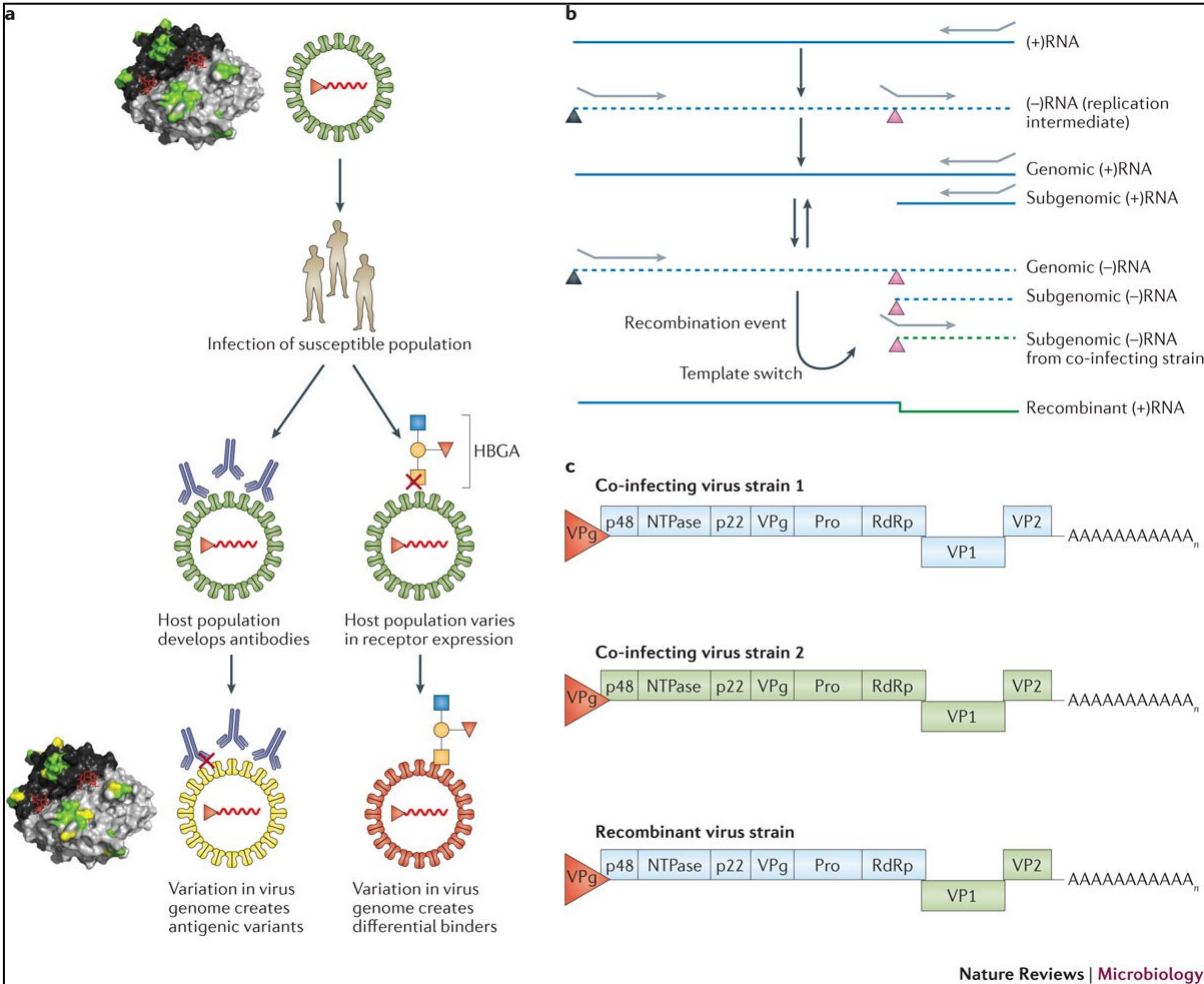 a
Infection of susceptible population
HBGA
Host population
develops antibodies
Host population varies
in receptor expression
Variation in virus
genome creates
antigenic variants
Variation in virus
genome creates
differential binders
b
(+)RNA
(–)RNA (replication
intermediate)
Genomic (+)RNA
Subgenomic (+)RNA
Genomic (–)RNA
Subgenomic (–)RNA
Recombination event
Subgenomic (–)RNA
from co-infecting strain
Template switch
Recombinant (+)RNA
c
Co-infecting virus strain 1
VPg p48 NTPase p22 VPg Pro RdRp VP2 AAAAAAAAAAAn
VP1
Co-infecting virus strain 2
VPg p48 NTPase p22 VPg Pro RdRp VP2 AAAAAAAAAAAn
VP1
Recombinant virus strain
VPg p48 NTPase p22 VPg Pro RdRp VP2 AAAAAAAAAAAn
VP1
Nature Reviews | Microbiology